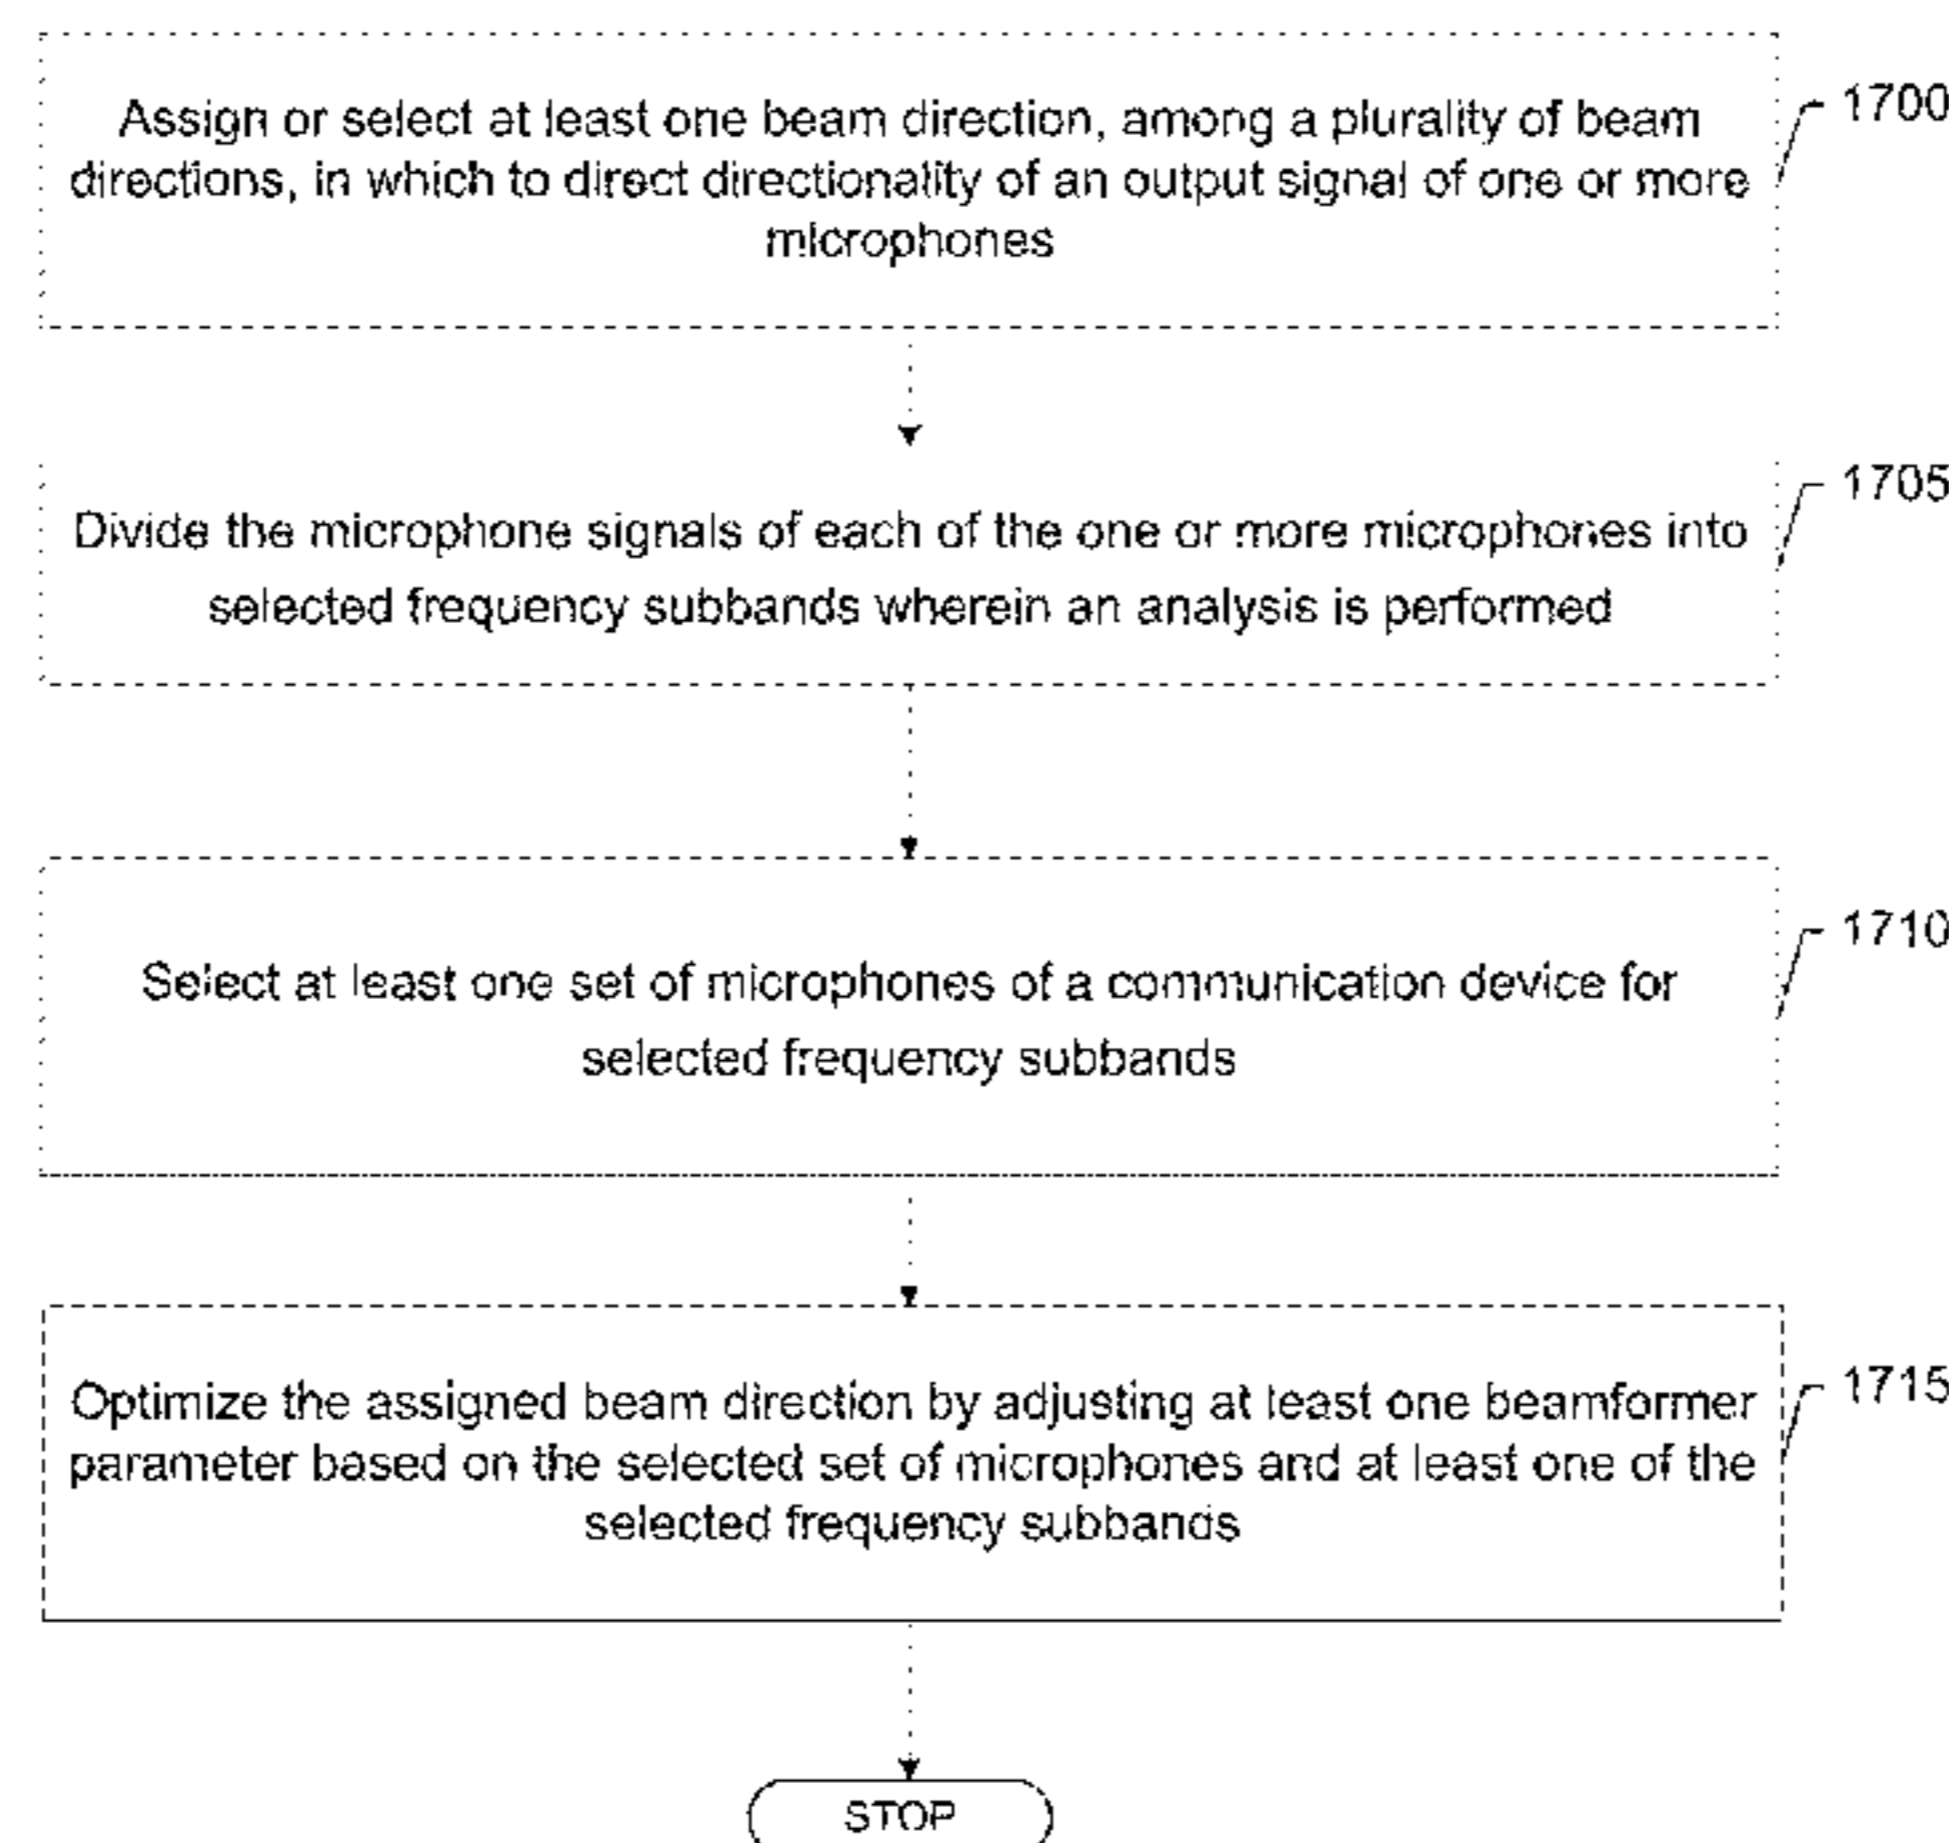 Assign or select at least one beam direction, among a plurality of beam
directions, in which to direct directionality of an output signal of one or more
microphones
1700
Divide the microphone signals of each of the one or more microphones into
selected frequency subbands wherein an analysis is performed
1705
Select at least one set of microphones of a communication device for
selected frequency subbands
1710
Optimize the assigned beam direction by adjusting at least one beamformer
parameter based on the selected set of microphones and at least one of the
selected frequency subbands
1715
STOP